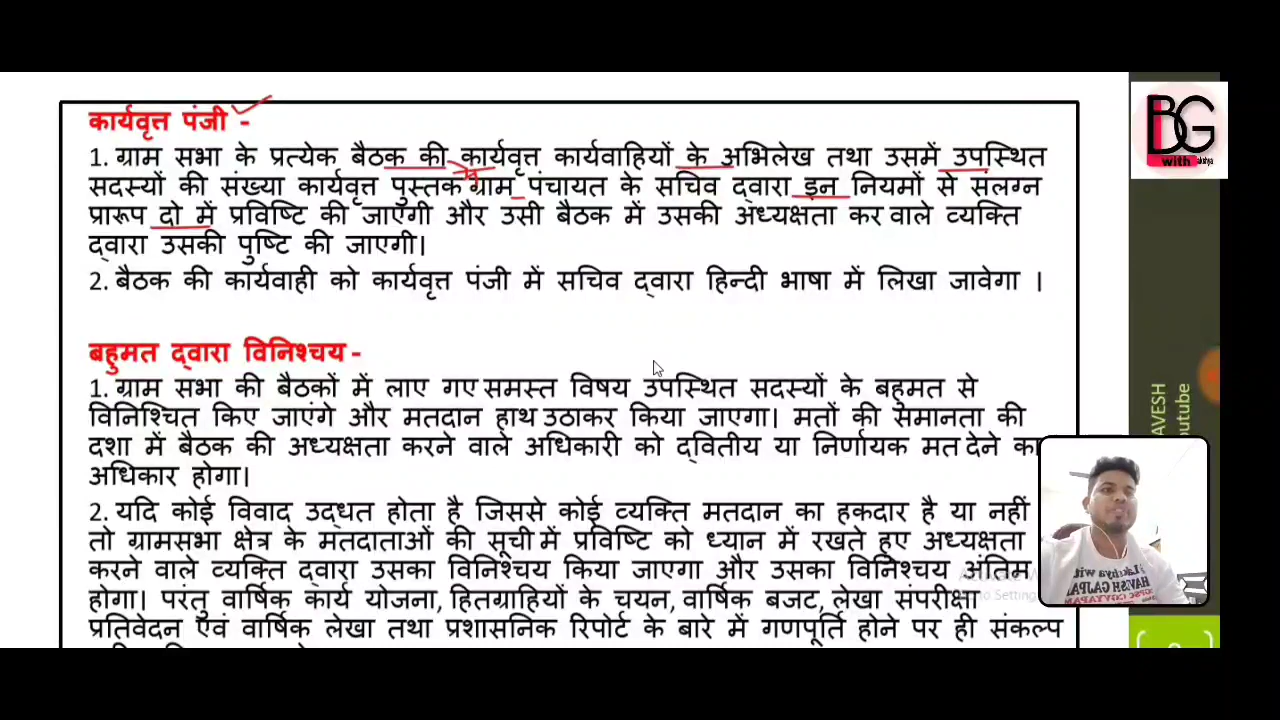 कार्यवृत्त पंजी -
1. ग्राम सभा के प्रत्येक बैठक की कार्यवृत्त कार्यवाहियों के अभिलेख तथा उसमें उपस्थित
सदस्यों की संख्या कार्यवृत्त पुस्तक ग्राम पंचायत के सचिव द्वारा इन नियमों से संलग्न
प्रारूप दो में प्रविष्टि की जाएगी और उसी बैठक में उसकी अध्यक्षता कर वाले व्यक्ति
द्वारा उसकी पुष्टि की जाएगी।
2. बैठक की कार्यवाही को कार्यवृत्त पंजी में सचिव द्वारा हिन्दी भाषा में लिखा जावेगा ।
बहुमत द्वारा विनिश्चय -
1. ग्राम सभा की बैठकों में लाए गए समस्त विषय उपस्थित सदस्यों के बहुमत से
विनिश्चित किए जाएंगे और मतदान हाथ उठाकर किया जाएगा। मतों की समानता की
दशा में बैठक की अध्यक्षता करने वाले अधिकारी को द्वितीय या निर्णायक मत देने का
अधिकार होगा।
2. यदि कोई विवाद उद्धत होता है जिससे कोई व्यक्ति मतदान का हकदार है या नहीं
तो ग्रामसभा क्षेत्र के मतदाताओं की सूची में प्रविष्टि को ध्यान में रखते हुए अध्यक्षता
करने वाले व्यक्ति द्वारा उसका विनिश्चय किया जाएगा और उसका विनिश्चय अंतिम
होगा। परंतु वार्षिक कार्य योजना, हितग्राहियों के चयन, वार्षिक बजट, लेखा संपरीक्षा
प्रतिवेदन एवं वार्षिक लेखा तथा प्रशासनिक रिपोर्ट के बारे में गणपूर्ति होने पर ही संकल्प
BG
with
AVESH
outube